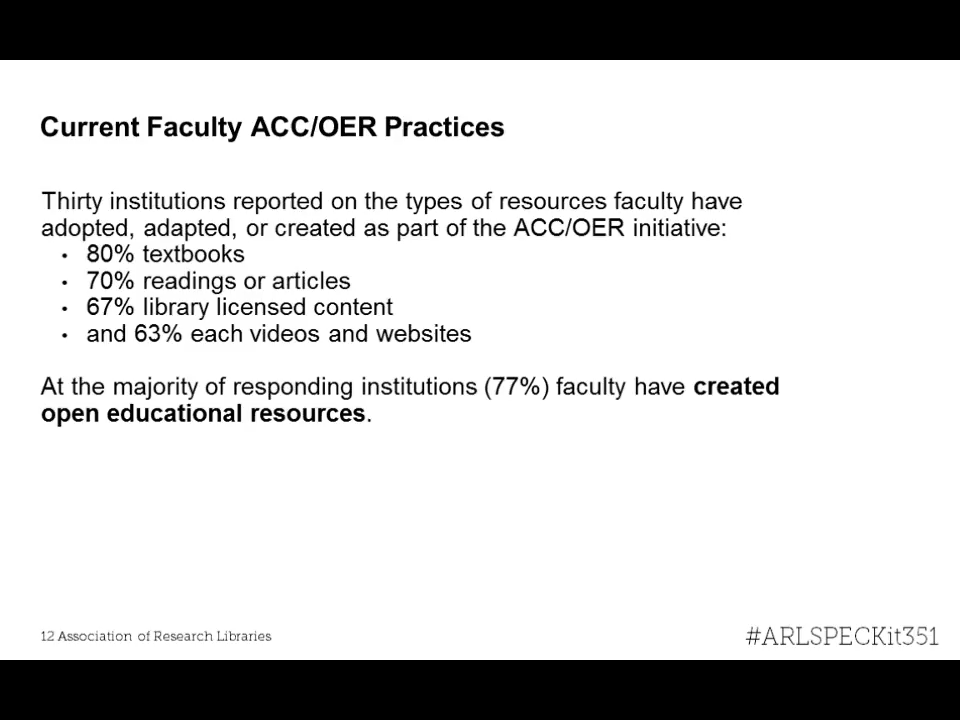 Current Faculty ACC/OER Practices
Thirty institutions reported on the types of resources faculty have
adopted, adapted, or created as part of the ACC/OER initiative:
• 80% textbooks
• 70% readings or articles
• 67% library licensed content
• and 63% each videos and websites
At the majority of responding institutions (77%) faculty have created
open educational resources.
12 Association of Research Libraries
#ARLSPECKit351